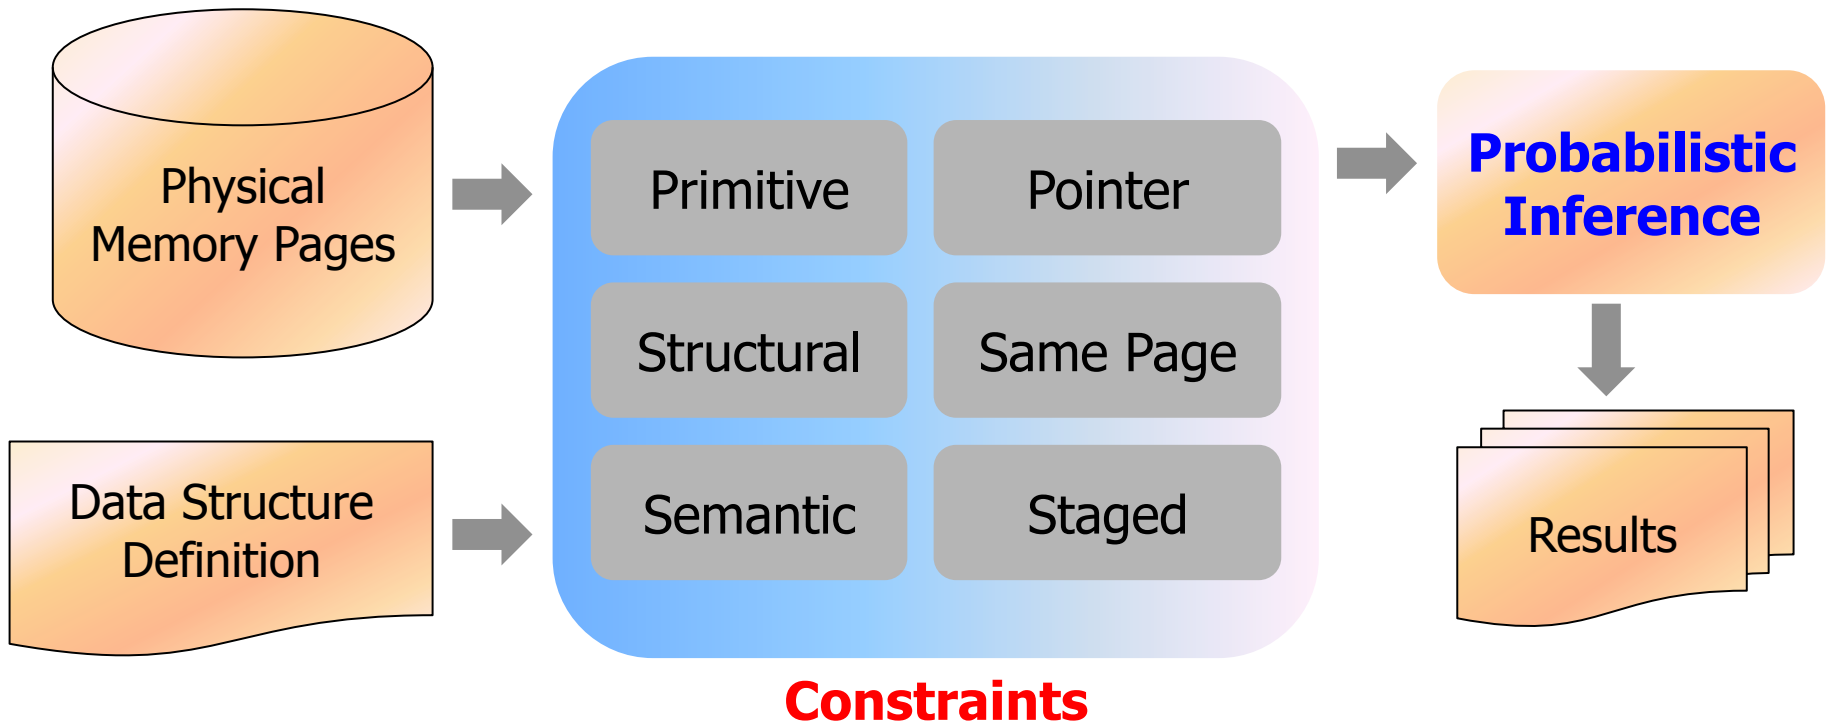 Physical
Memory Pages
Data Structure
Definition
Primitive
Pointer
Structural
Same Page
Semantic
Staged
Constraints
Probabilistic
Inference
Results